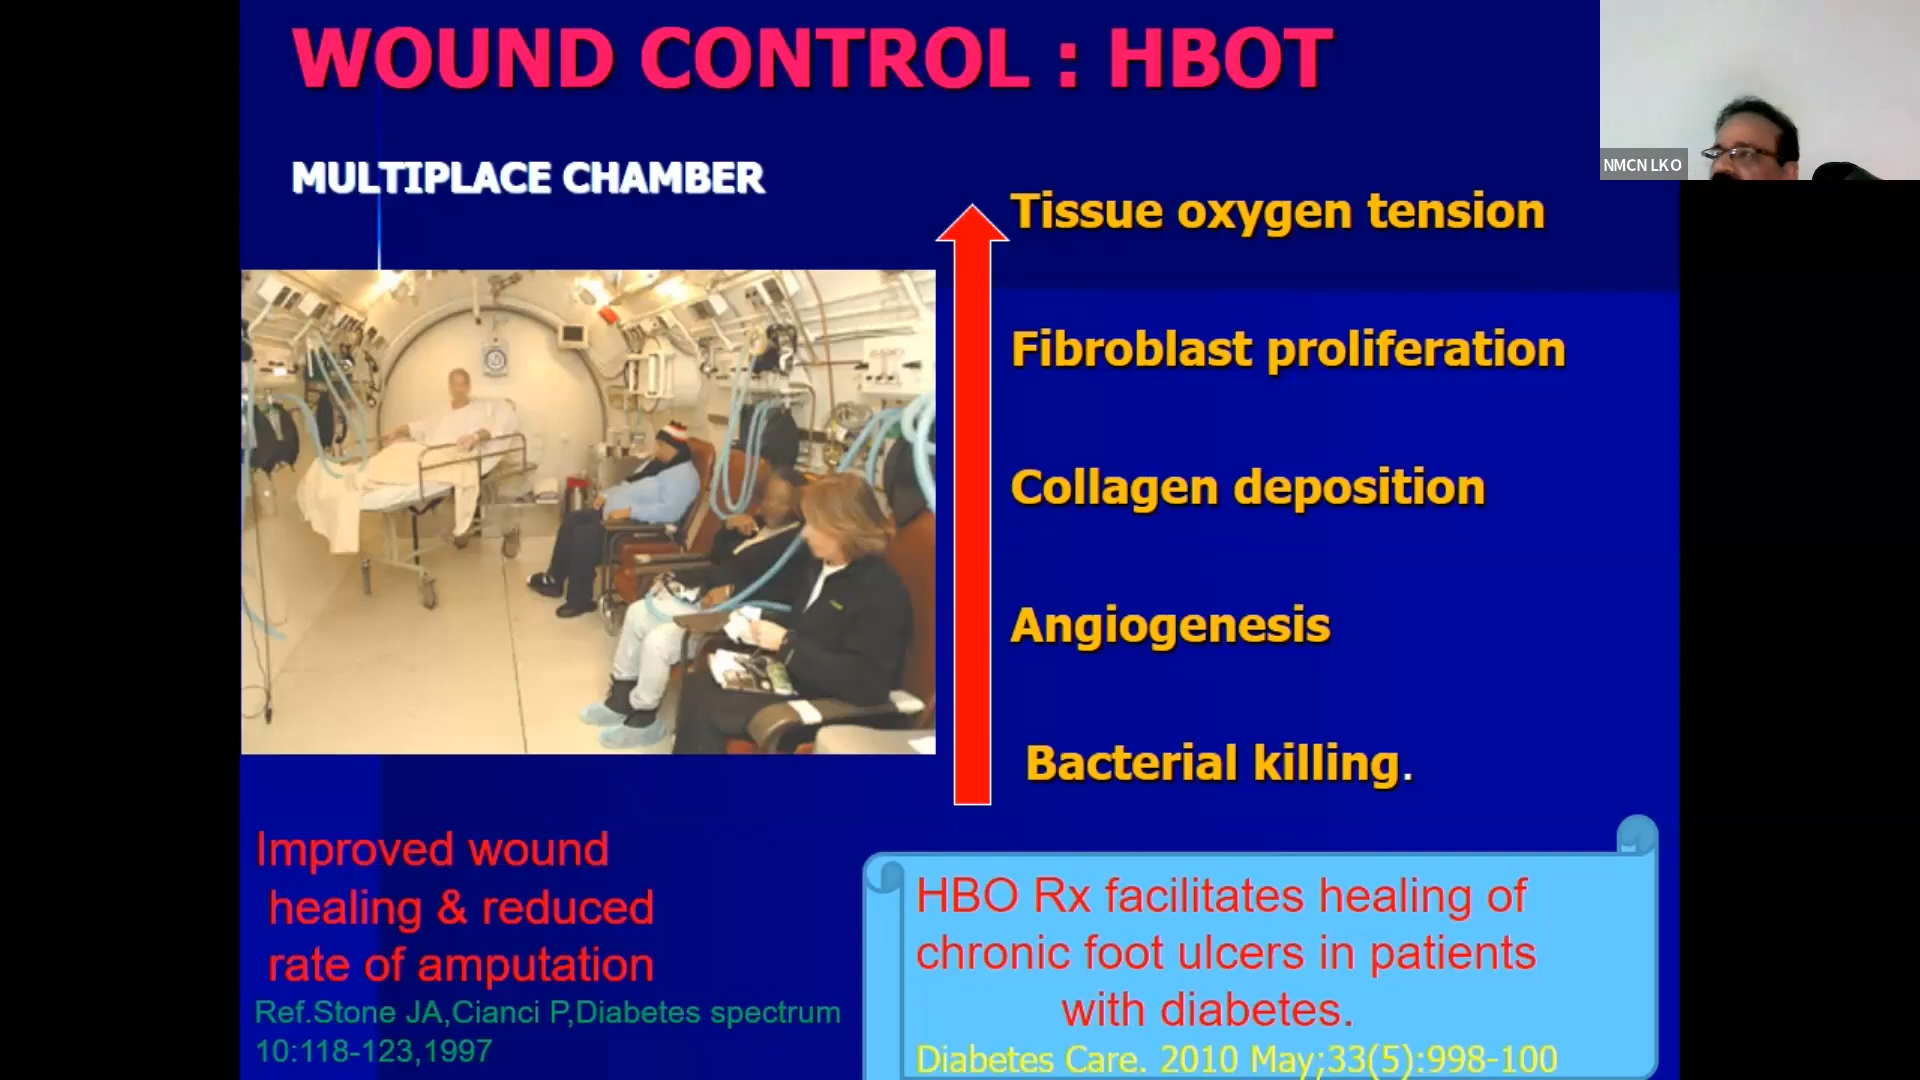 WOUND CONTROL : HBOT
NMCN LKO
MULTIPLACE CHAMBER
Tissue oxygen tension
Fibroblast proliferation
Collagen deposition
Angiogenesis
Bacterial killing.
Improved wound
healing & reduced
rate of amputation
Ref.Stone JA,Cianci P,Diabetes spectrum
10:118-123,1997
HBO Rx facilitates healing of
chronic foot ulcers in patients
with diabetes.
Diabetes Care. 2010 May;33(5):998-100